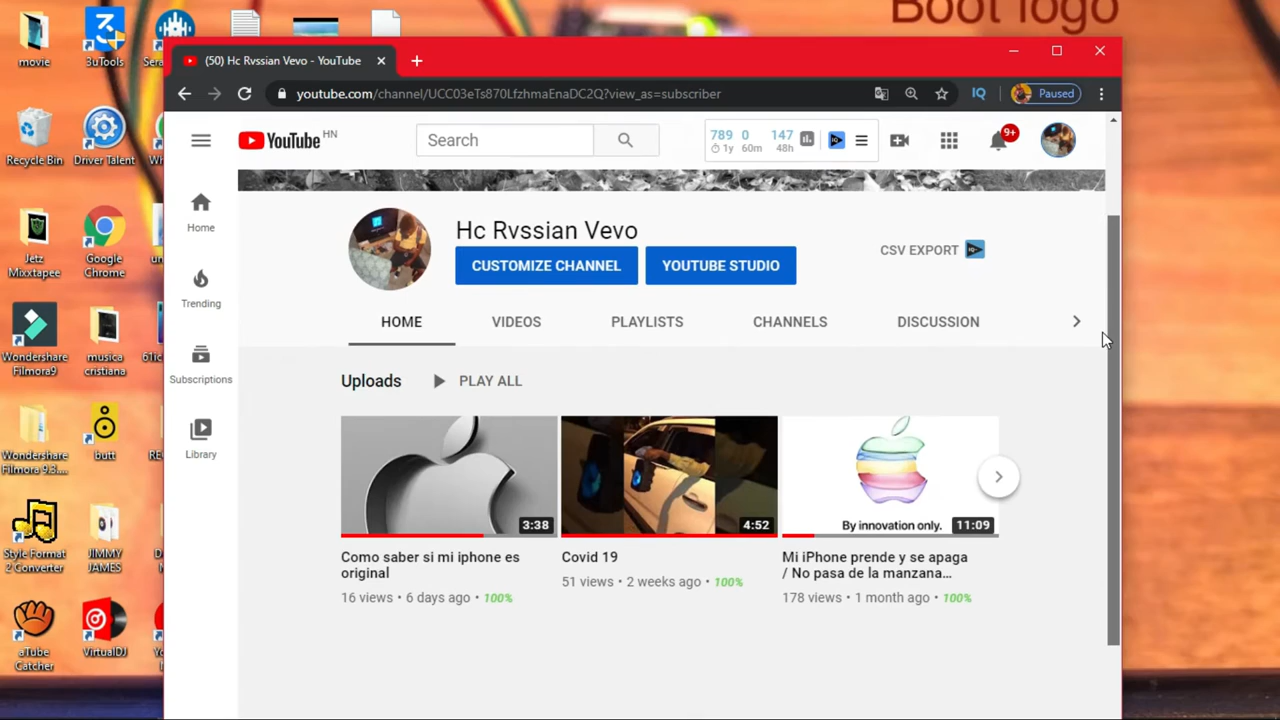 Boot logo
movie
3uTools
Sera
(50) Hc Rvssian Vevo - YouTube
youtube.com/channel/UCC03eTs870LfzhmaEnaDC2Q?view_as=subscriber
IQ
Paused
Recycle Bin
Driver Talent
YouTube HN
Search
789 0 147
1y 60m 48h
9+
Home
Hc Rvssian Vevo
CUSTOMIZE CHANNEL
YOUTUBE STUDIO
CSV EXPORT
Jetz Mixxtapee
Google Chrome
Trending
HOME
VIDEOS
PLAYLISTS
CHANNELS
DISCUSSION
Wondershare Filmora9
musica cristiana
61ic
Subscriptions
Uploads
PLAY ALL
Library
Wondershare Filmora 9.3....
butt
3:38
4:52
By innovation only.
11:09
Como saber si mi iphone es original
16 views • 6 days ago • 100%
Covid 19
51 views • 2 weeks ago • 100%
Mi iPhone prende y se apaga / No pasa de la manzana...
178 views • 1 month ago • 100%
Style Format 2 Converter
JIMMY JAMES
aTube Catcher
VirtualDJ